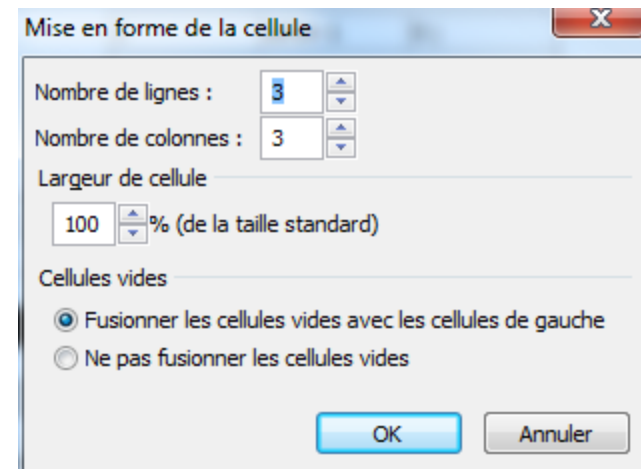 Mise en forme de la cellule
Nombre de lignes : 3
Nombre de colonnes : 3
Largeur de cellule
100 % (de la taille standard)
Cellules vides
Fusionner les cellules vides avec les cellules de gauche
Ne pas fusionner les cellules vides
OK Annuler